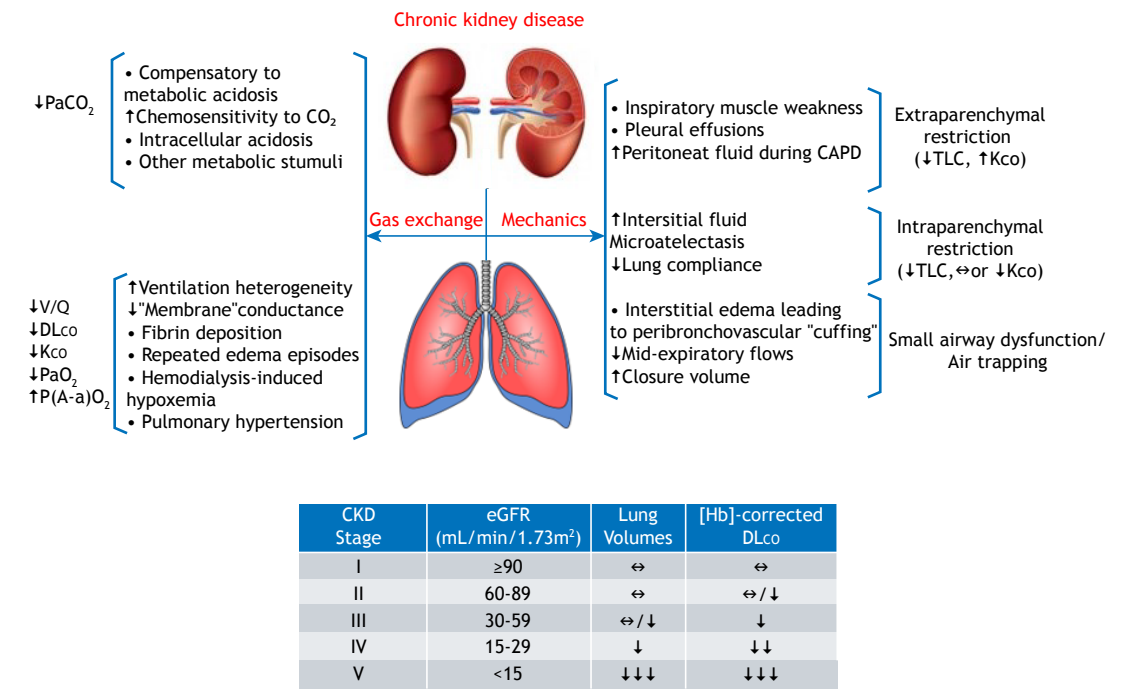 Chronic kidney disease
↓PaCO₂
• Compensatory to
metabolic acidosis
↑Chemosensitivity to CO₂
• Intracellular acidosis
• Other metabolic stumuli
Gas exchange
↓V/Q
↓DLCO
↓KCO
↓PaO₂
↑P(A-a)O₂
↑Ventilation heterogeneity
↓"Membrane"conductance
• Fibrin deposition
• Repeated edema episodes
• Hemodialysis-induced
hypoxemia
• Pulmonary hypertension
Mechanics
• Inspiratory muscle weakness
• Pleural effusions
↑Peritoneat fluid during CAPD
Extraparenchymal
restriction
(↓TLC, ↑Kco)
↑Intersitial fluid
Microatelectasis
↓Lung compliance
Intraparenchymal
restriction
(↓TLC,↔or ↓Kco)
• Interstitial edema leading
to peribronchovascular "cuffing"
↓Mid-expiratory flows
↑Closure volume
Small airway dysfunction/
Air trapping
CKD Stage | eGFR (mL/min/1.73m²) | Lung Volumes | [Hb]-corrected DLCO
I | ≥90 | ↔ | ↔
II | 60-89 | ↔ | ↔/↓
III | 30-59 | ↔/↓ | ↓
IV | 15-29 | ↓ | ↓↓
V | <15 | ↓↓↓ | ↓↓↓